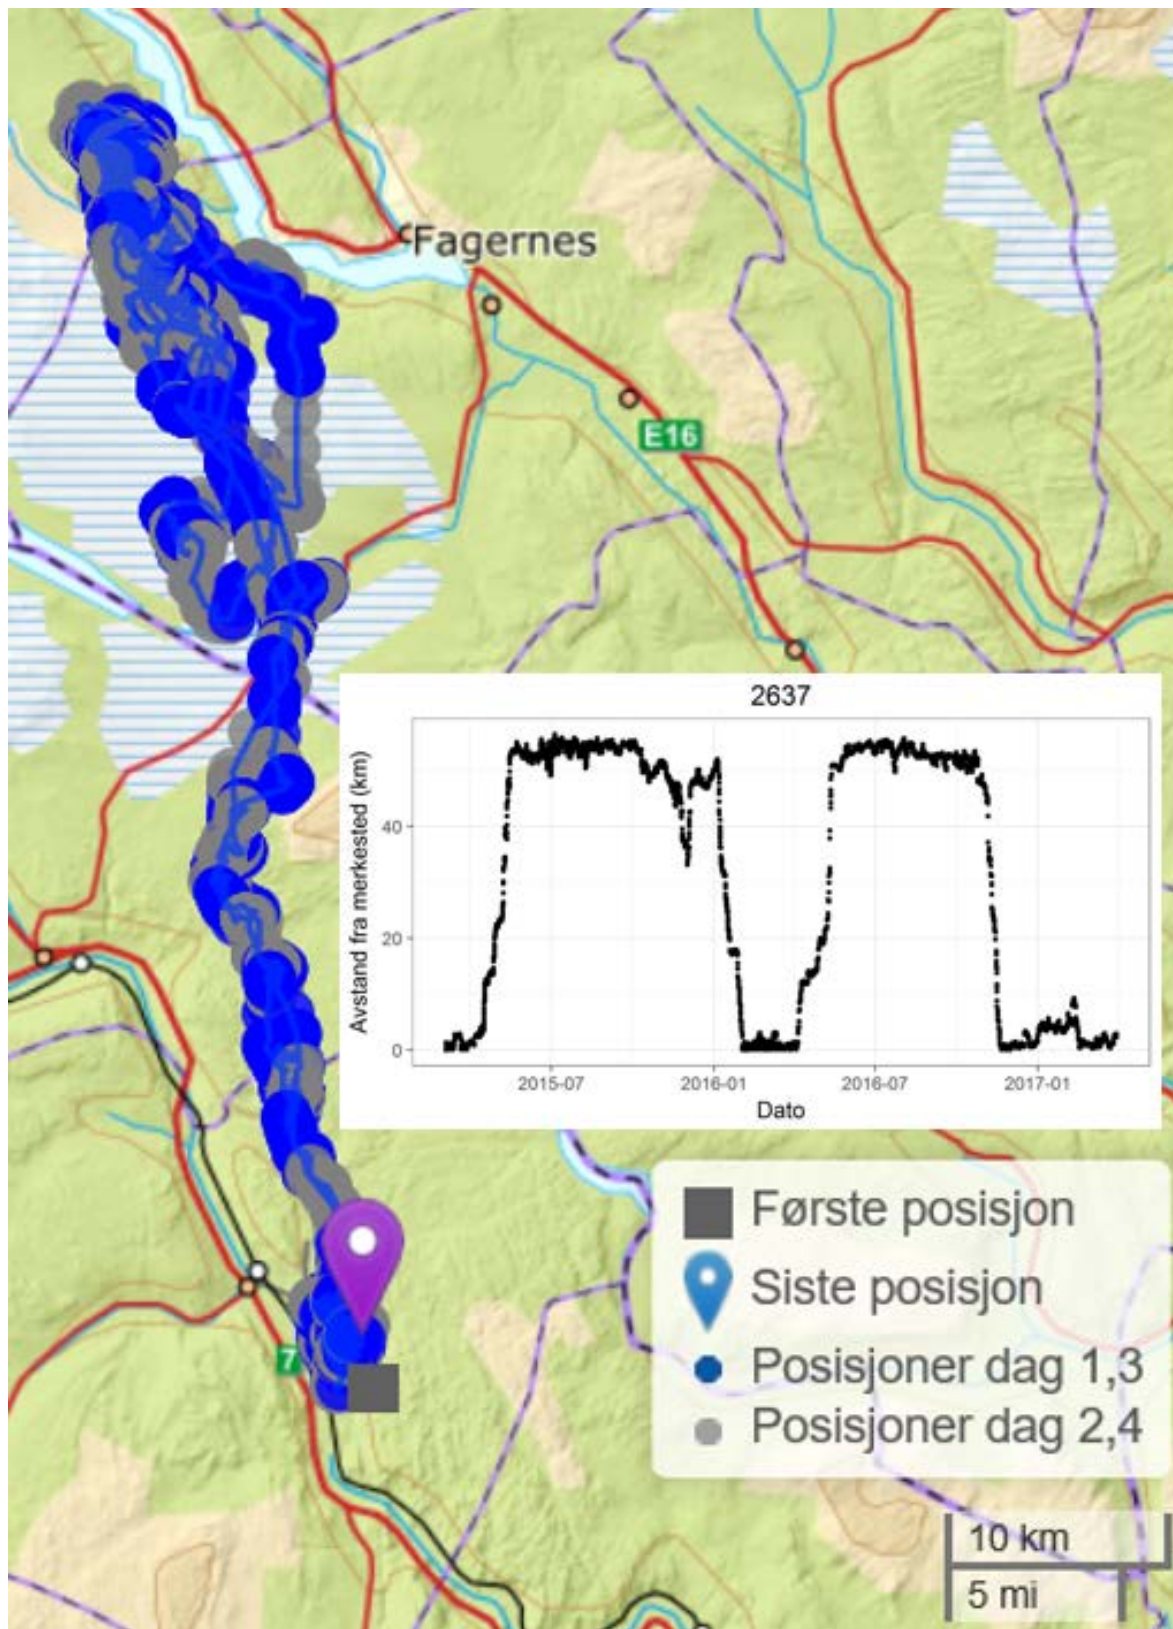 Fagernes
E16
2637
Avstand fra merkested (km)
40
20
0
2015-07
2016-01
2016-07
2017-01
Dato
7
Første posisjon
Siste posisjon
Posisjoner dag 1,3
Posisjoner dag 2,4
10 km
5 mi